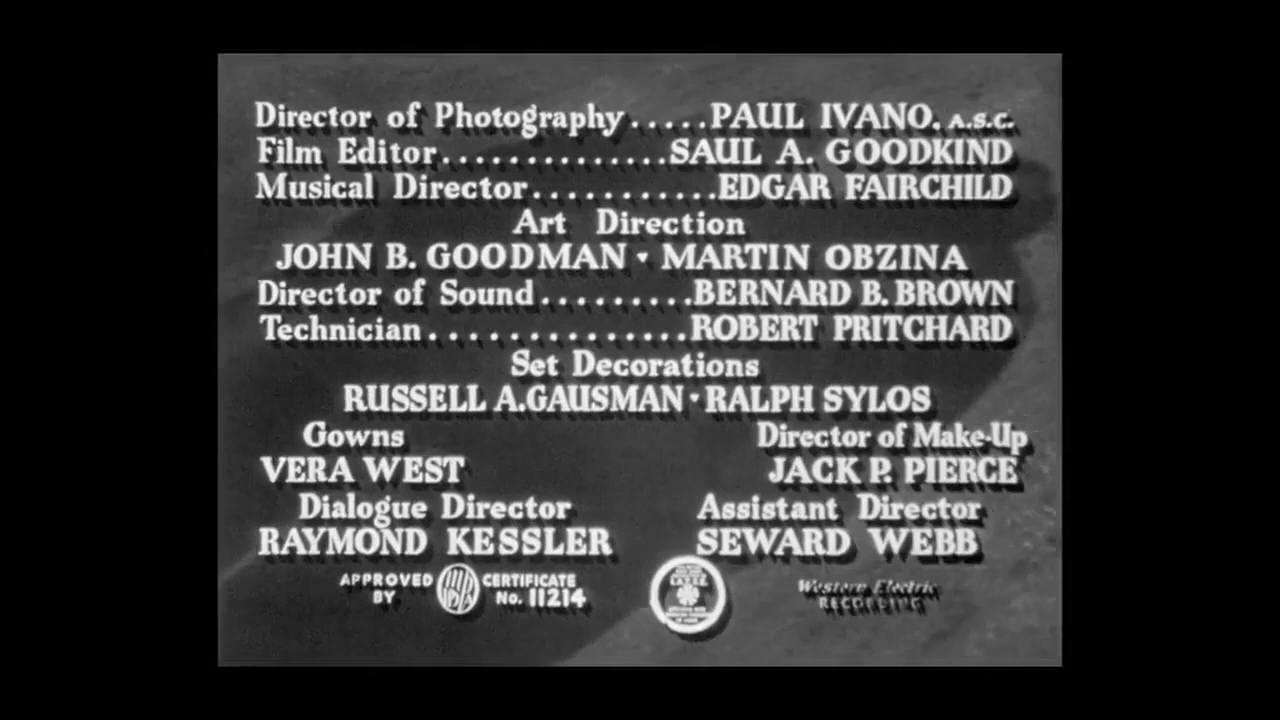 Director of Photography.....PAUL IVANO, A.S.C.
Film Editor..............SAUL A. GOODKIND
Musical Director...........EDGAR FAIRCHILD
Art Direction
JOHN B. GOODMAN • MARTIN OBZINA
Director of Sound.........BERNARD B. BROWN
Technician...............ROBERT PRITCHARD
Set Decorations
RUSSELL A. GAUSMAN • RALPH SYLOS
Gowns
VERA WEST
Director of Make-Up
JACK P. PIERCE
Dialogue Director
RAYMOND KESSLER
Assistant Director
SEWARD WEBB
APPROVED BY
CERTIFICATE No. 11214
I.A.T.S.E.
Western Electric
RECORDING